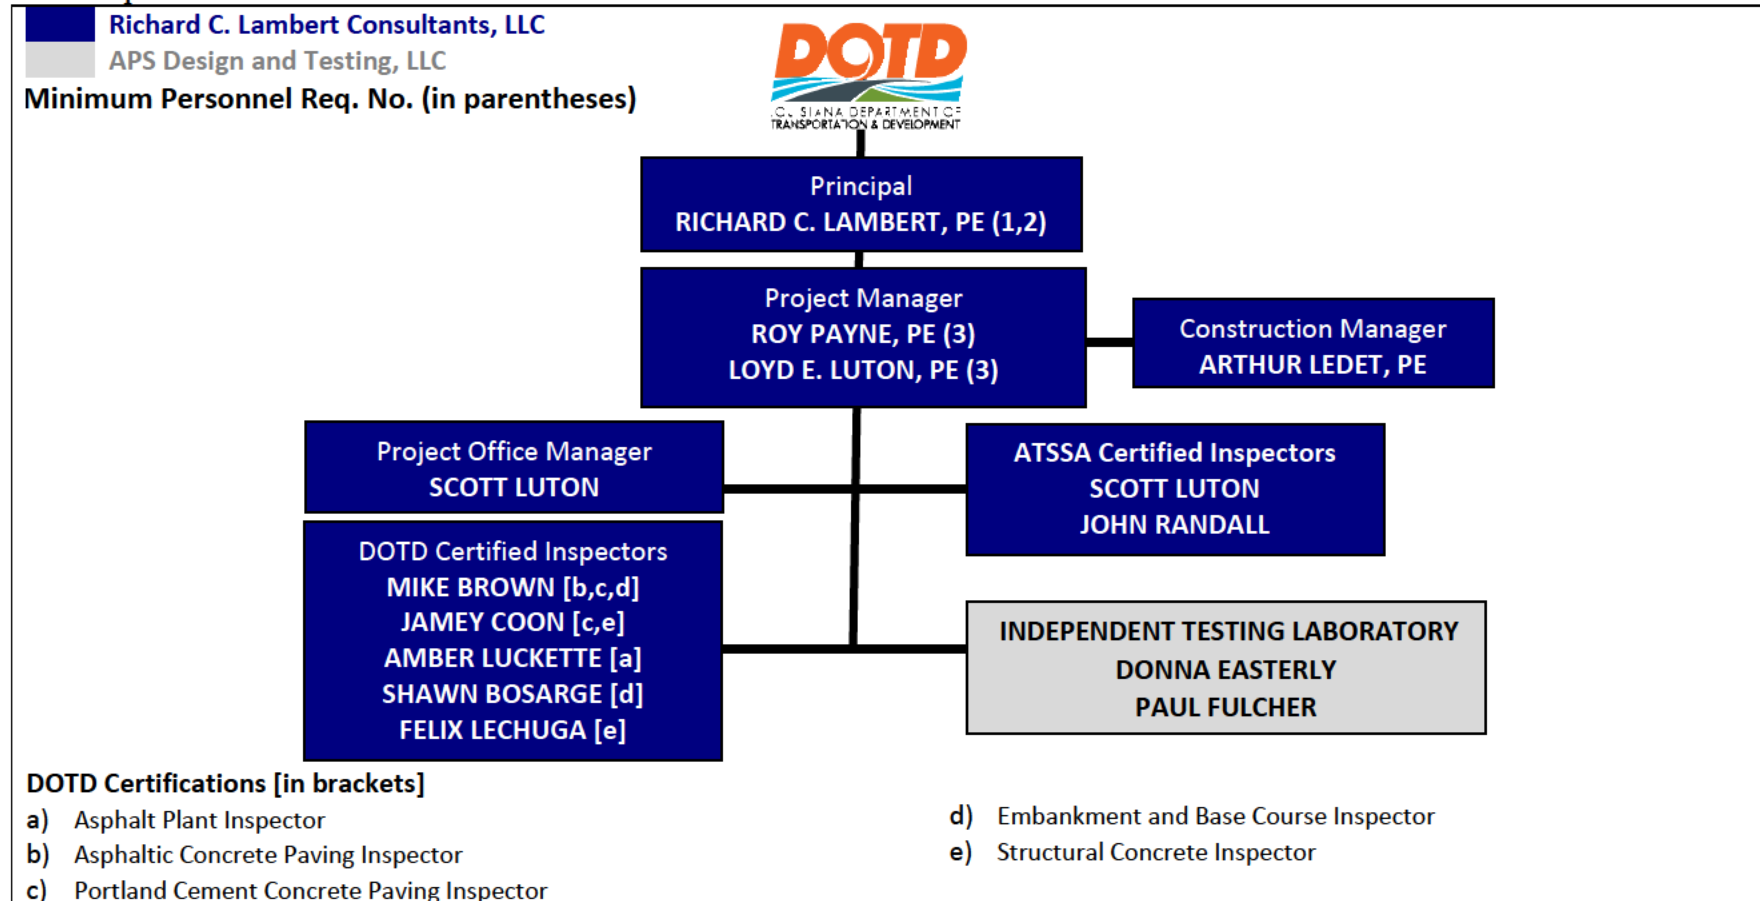 Richard C. Lambert Consultants, LLC
APS Design and Testing, LLC
Minimum Personnel Req. No. (in parentheses)
DOTD
LOUISIANA DEPARTMENT OF
TRANSPORTATION & DEVELOPMENT
Principal
RICHARD C. LAMBERT, PE (1,2)
Project Manager
ROY PAYNE, PE (3)
LOYD E. LUTON, PE (3)
Construction Manager
ARTHUR LEDET, PE
Project Office Manager
SCOTT LUTON
ATSSA Certified Inspectors
SCOTT LUTON
JOHN RANDALL
DOTD Certified Inspectors
MIKE BROWN [b,c,d]
JAMEY COON [c,e]
AMBER LUCKETTE [a]
SHAWN BOSARGE [d]
FELIX LECHUGA [e]
INDEPENDENT TESTING LABORATORY
DONNA EASTERLY
PAUL FULCHER
DOTD Certifications [in brackets]
a) Asphalt Plant Inspector
b) Asphaltic Concrete Paving Inspector
c) Portland Cement Concrete Paving Inspector
d) Embankment and Base Course Inspector
e) Structural Concrete Inspector